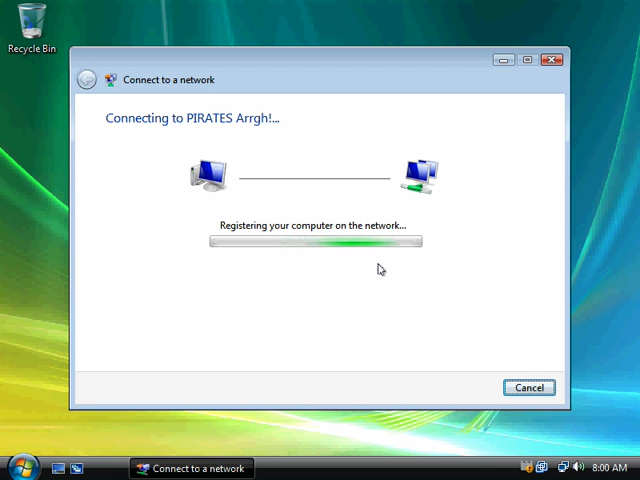 Recycle Bin
Connect to a network
Connecting to PIRATES Arrgh!...
Registering your computer on the network...
Cancel
Connect to a network
8:00 AM